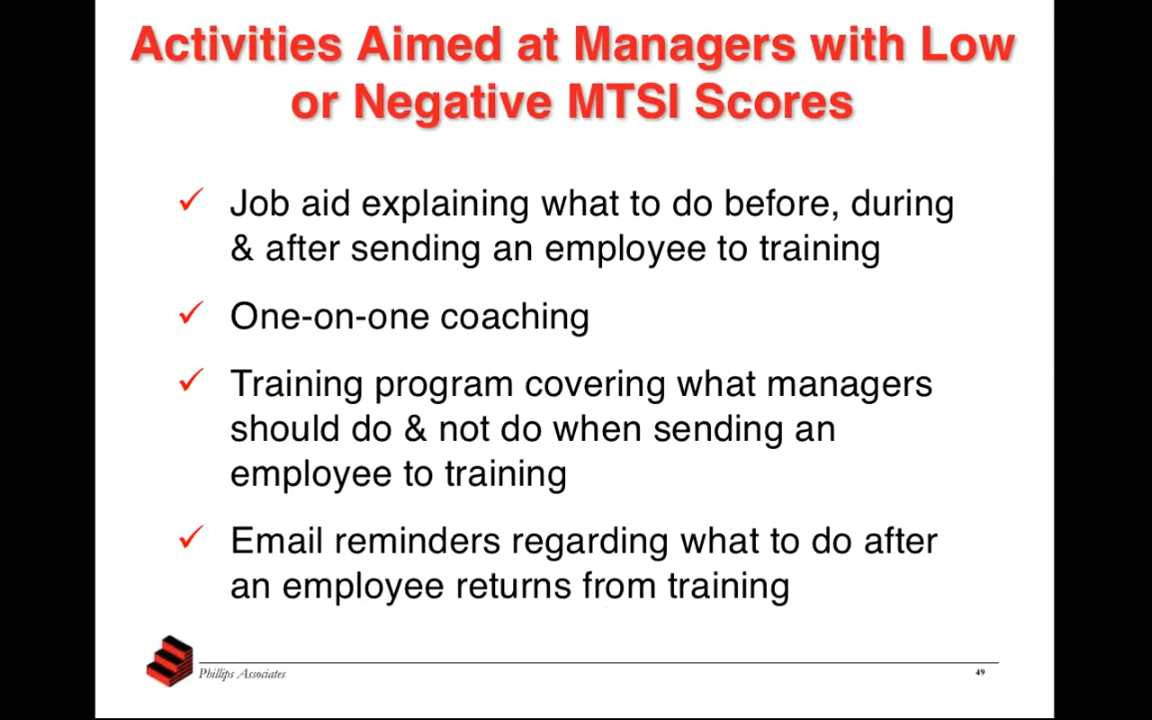 Activities Aimed at Managers with Low
or Negative MTSI Scores
✓ Job aid explaining what to do before, during
& after sending an employee to training
✓ One-on-one coaching
✓ Training program covering what managers
should do & not do when sending an
employee to training
✓ Email reminders regarding what to do after
an employee returns from training
Phillips Associates
49